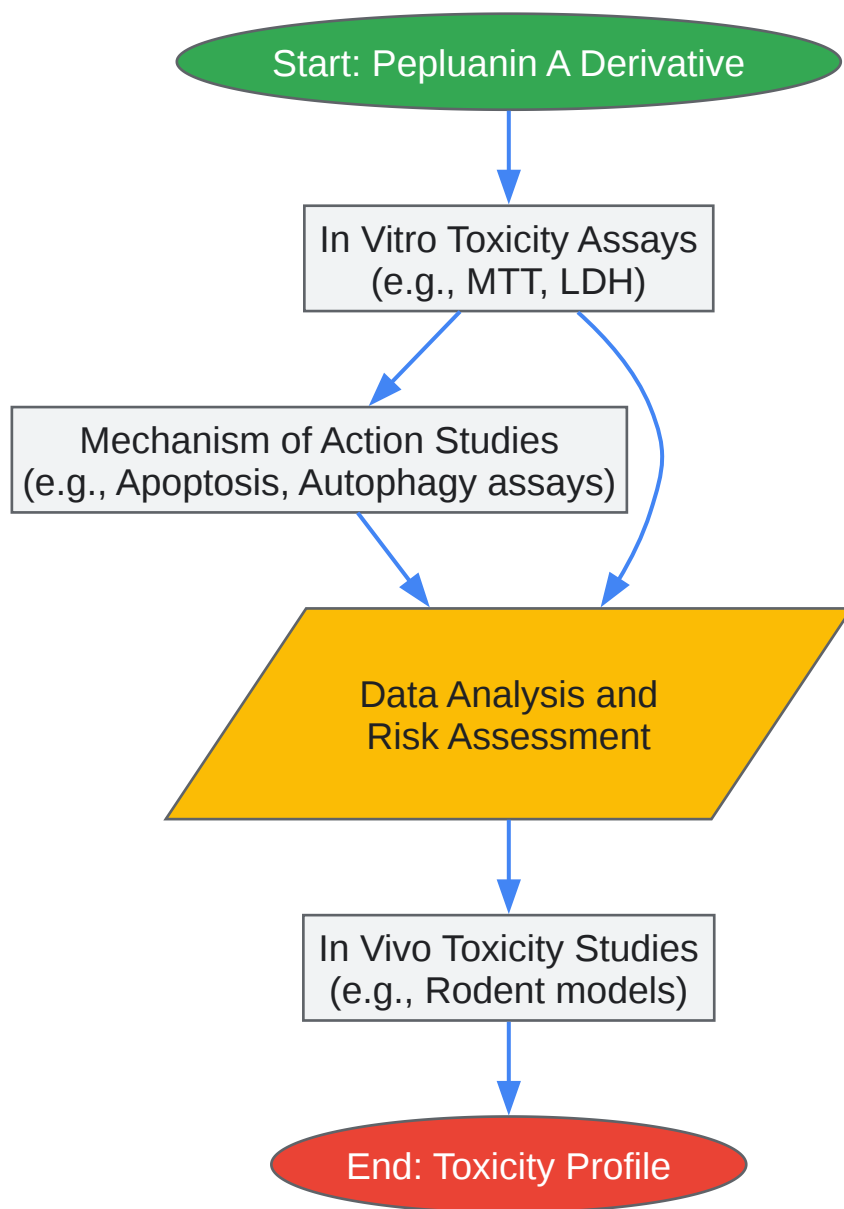 Start: Pepluanin A Derivative
In Vitro Toxicity Assays
(e.g., MTT, LDH)
Mechanism of Action Studies
(e.g., Apoptosis, Autophagy assays)
Data Analysis and
Risk Assessment
In Vivo Toxicity Studies
(e.g., Rodent models)
End: Toxicity Profile